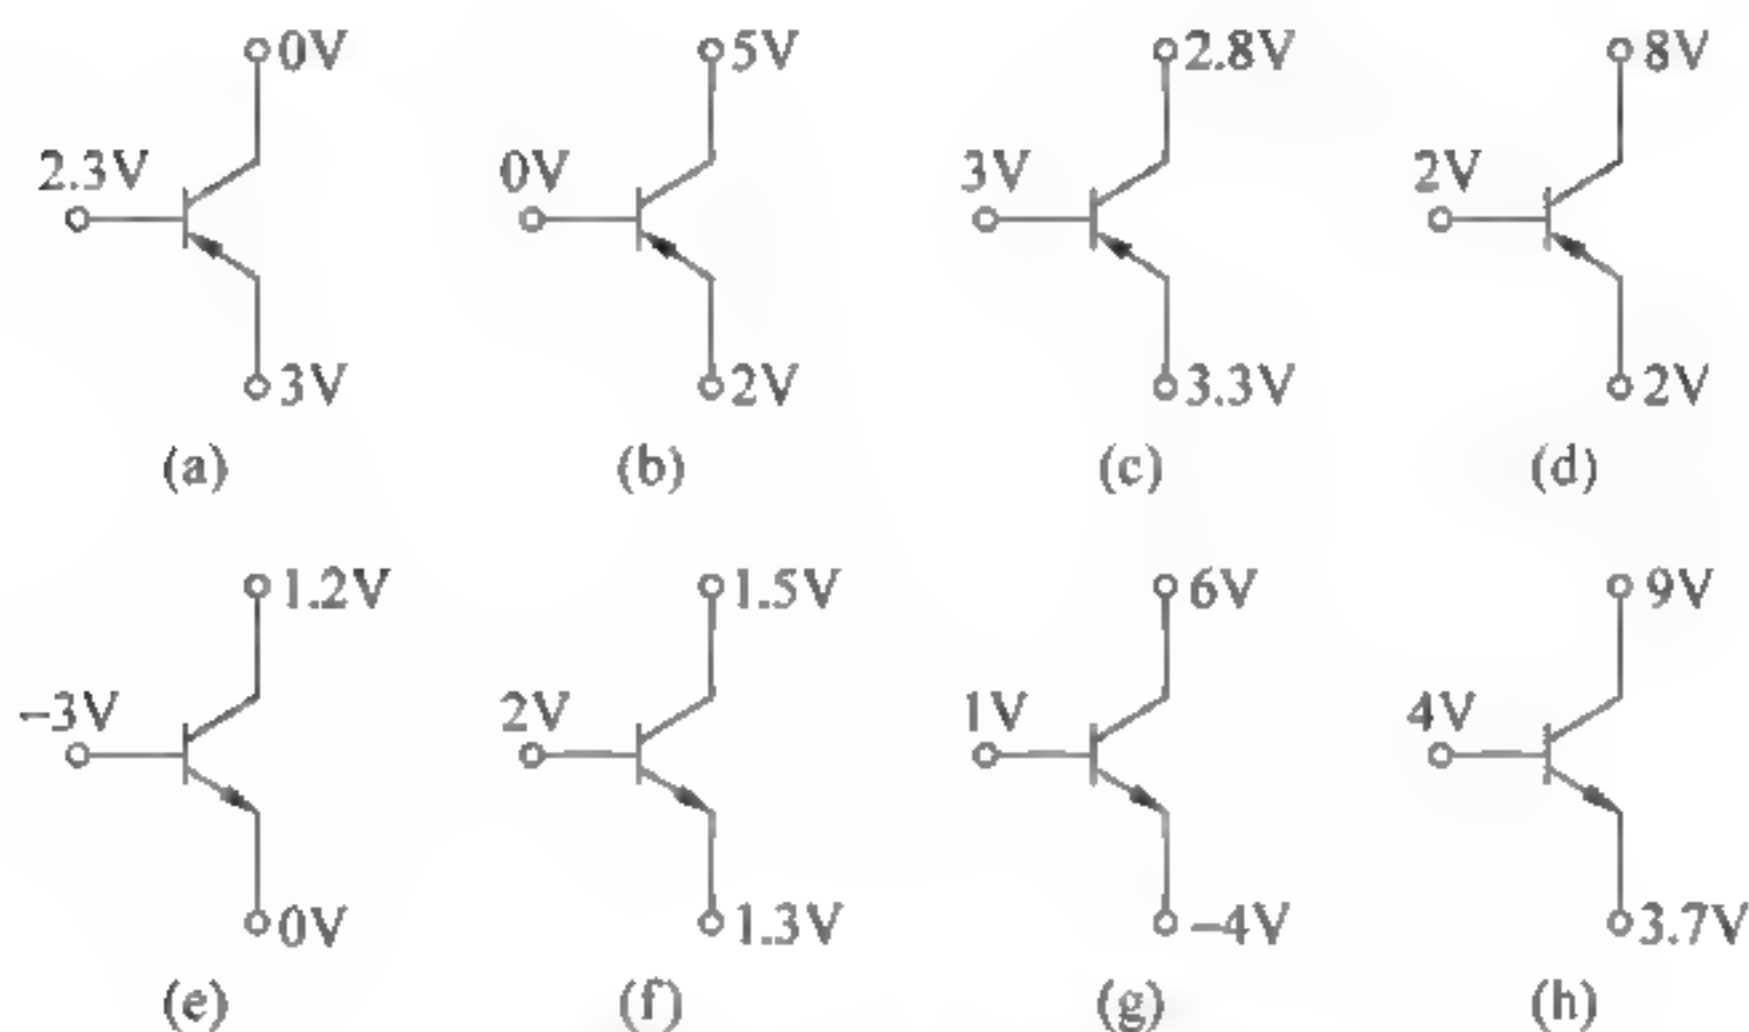 0V 5V 2.8V 8V
2.3V 0V 3V 2V
3V 2V 3.3V 2V
(a) (b) (c) (d)
1.2V 1.5V 6V 9V
−3V 2V 1V 4V
0V 1.3V −4V 3.7V
(e) (f) (g) (h)